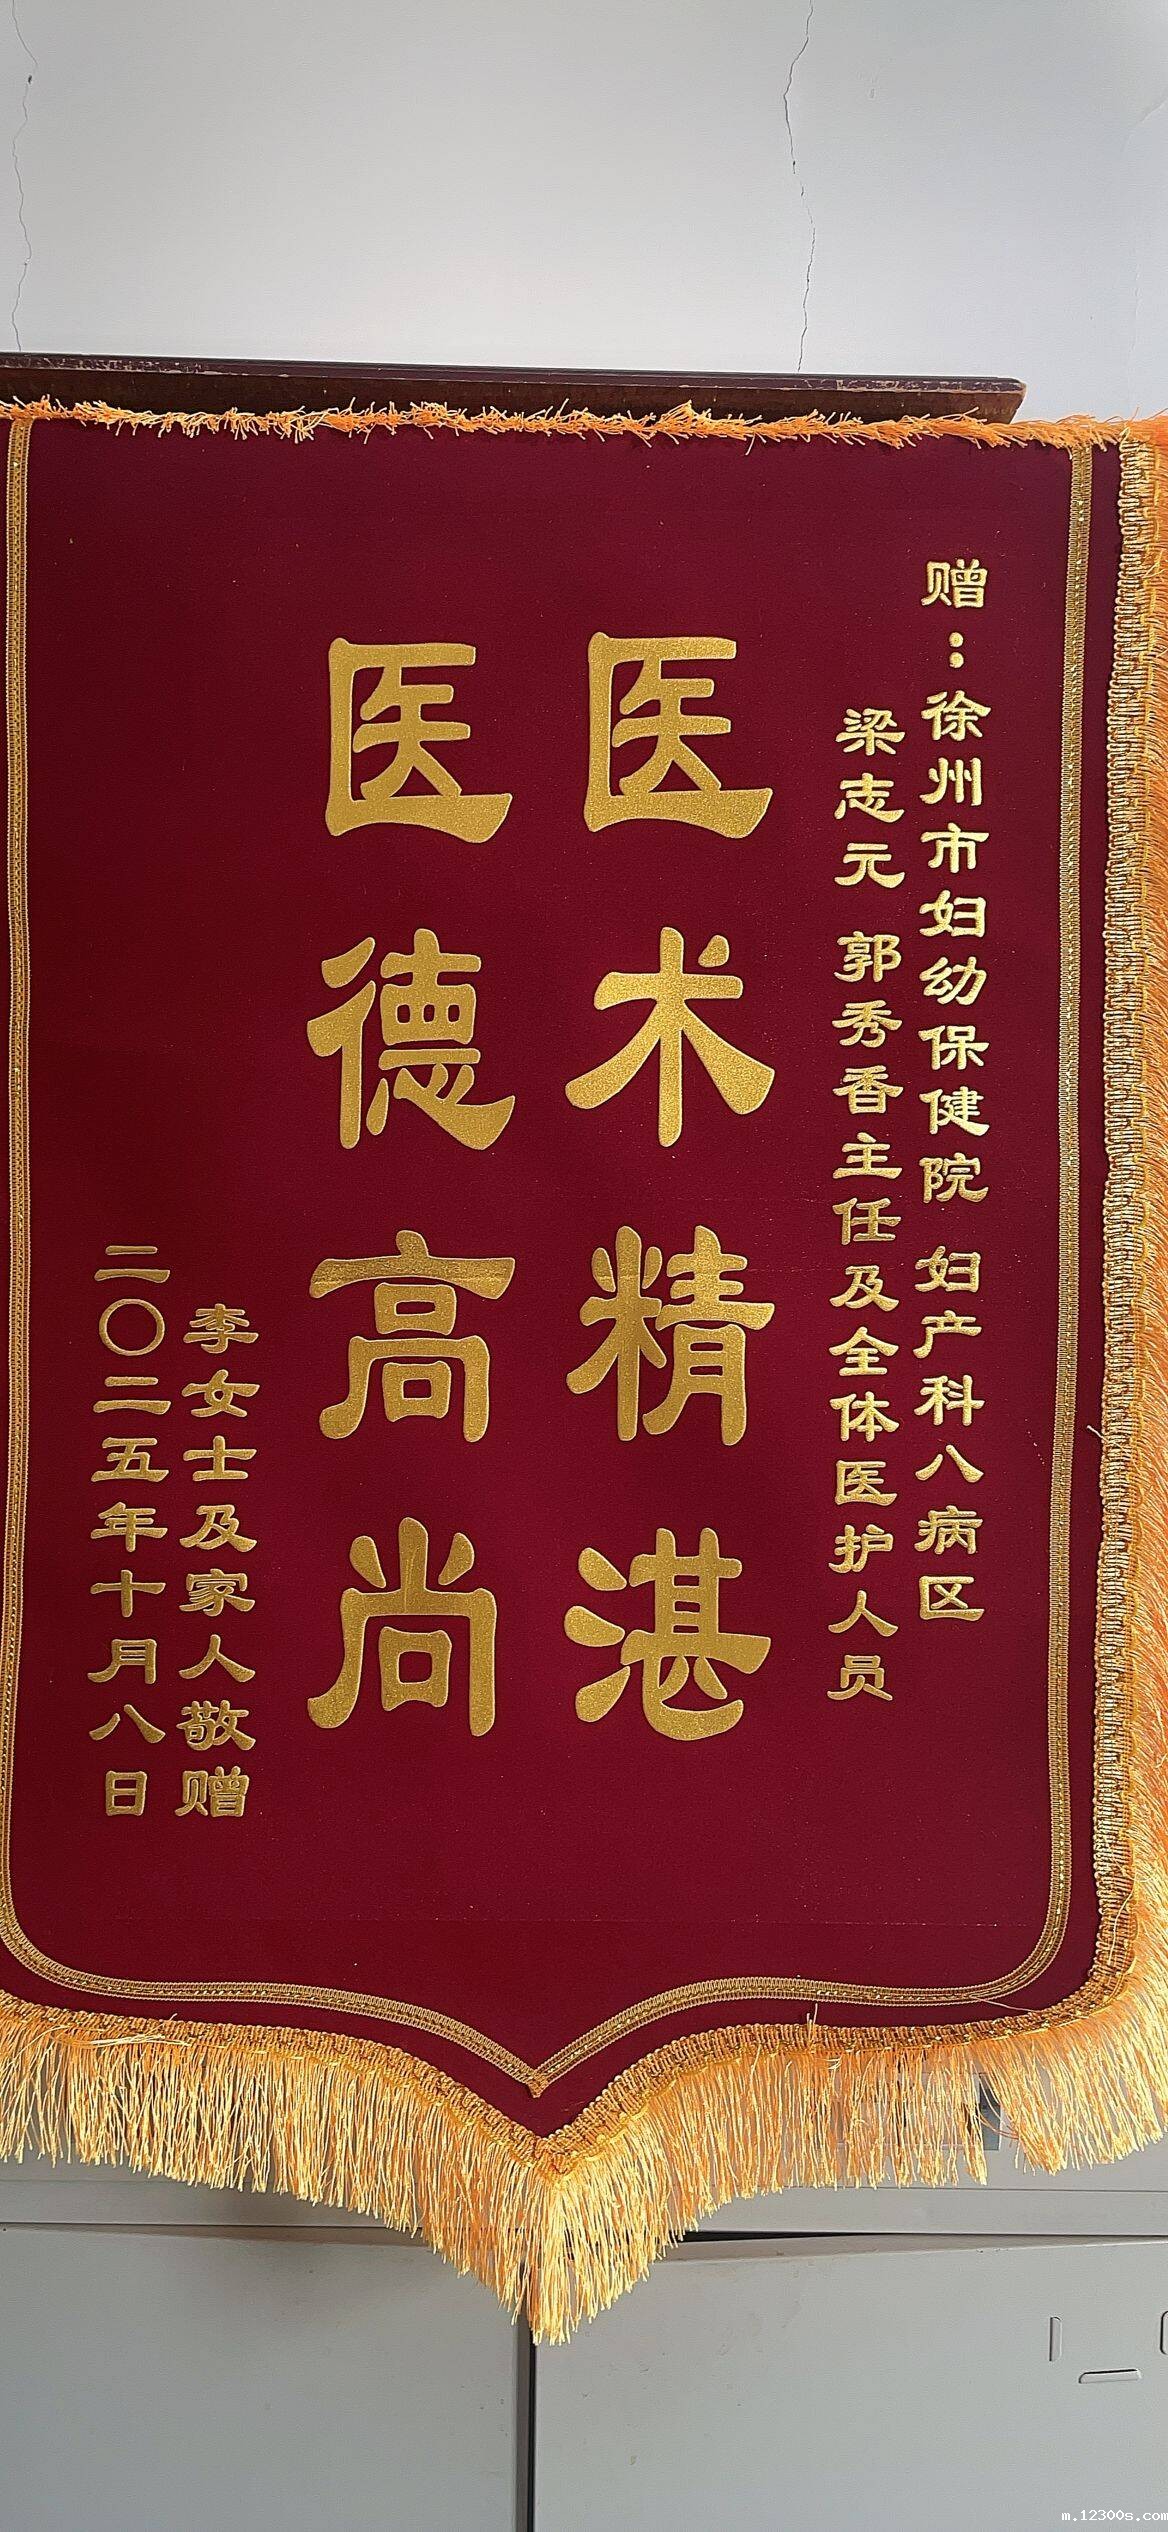 赠：徐州市妇幼保健院 妇产科八病区
梁志元 郭秀香主任及全体医护人员
医术精湛
医德高尚
李女士及家人敬赠
二〇二五年十月八日
m.12300s.com